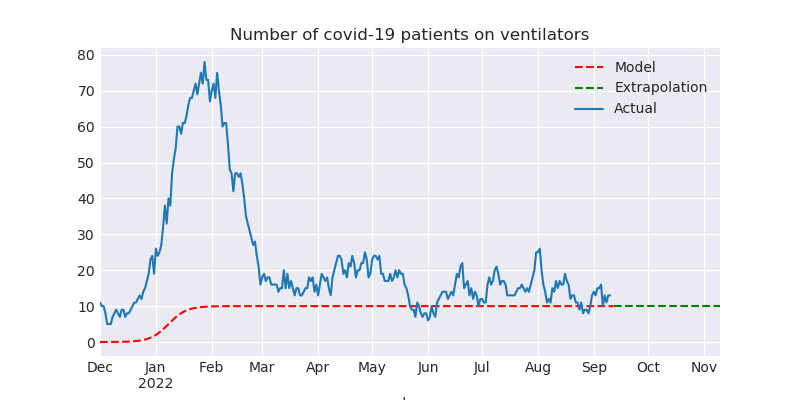 Number of covid-19 patients on ventilators
80
70
60
50
40
30
20
10
0
Model
Extrapolation
Actual
Dec Jan Feb Mar Apr May Jun Jul Aug Sep Oct Nov
2022